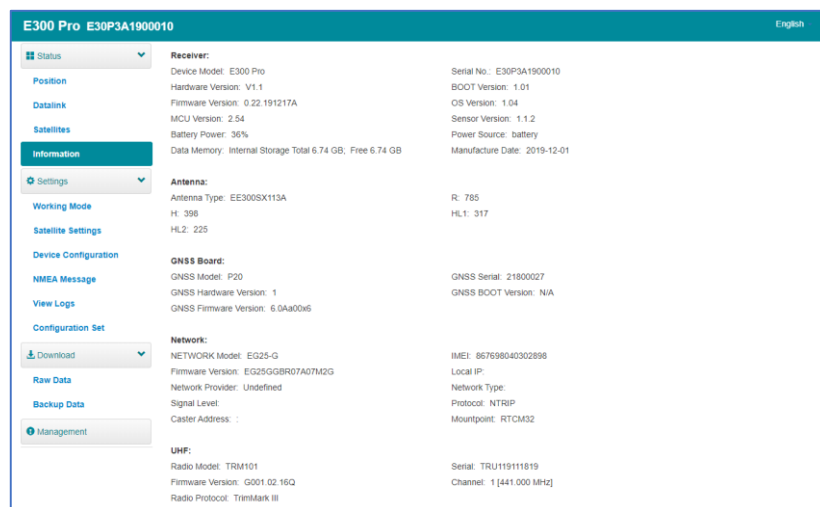 E300 Pro E30P3A1900010
English
Status
Position
Datalink
Satellites
Information
Settings
Working Mode
Satellite Settings
Device Configuration
NMEA Message
View Logs
Configuration Set
Download
Raw Data
Backup Data
Management
Receiver:
Device Model: E300 Pro
Serial No.: E30P3A1900010
Hardware Version: V1.1
BOOT Version: 1.01
Firmware Version: 0.22.191217A
OS Version: 1.04
MCU Version: 2.54
Sensor Version: 1.1.2
Battery Power: 36%
Power Source: battery
Data Memory: Internal Storage Total 6.74 GB; Free 6.74 GB
Manufacture Date: 2019-12-01
Antenna:
Antenna Type: EE300SX113A
R: 785
H: 398
HL1: 317
HL2: 225
GNSS Board:
GNSS Model: P20
GNSS Serial: 21800027
GNSS Hardware Version: 1
GNSS BOOT Version: N/A
GNSS Firmware Version: 6.0Aa00x6
Network:
NETWORK Model: EG25-G
IMEI: 867698040302898
Firmware Version: EG25GGBR07A07M2G
Local IP:
Network Provider: Undefined
Network Type:
Signal Level:
Protocol: NTRIP
Caster Address: :
Mountpoint: RTCM32
UHF:
Radio Model: TRM101
Serial: TRU119111819
Firmware Version: G001.02.16Q
Channel: 1 [441.000 MHz]
Radio Protocol: TrimMark III